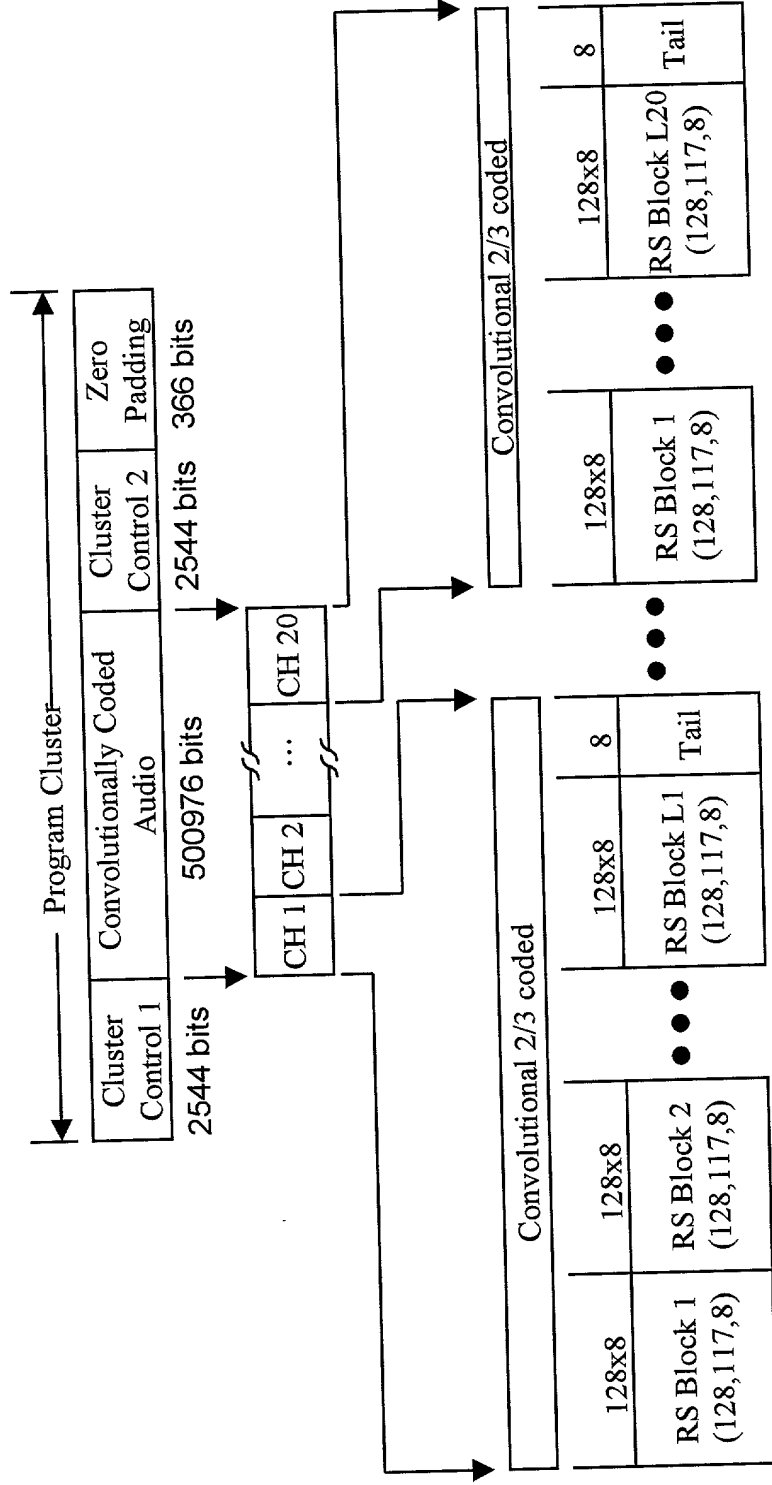 Program Cluster
Cluster
Control 1
Convolutionally Coded
Audio
Cluster
Control 2
Zero
Padding
2544 bits
500976 bits
2544 bits
366 bits
CH 1
CH 2
...
CH 20
Convolutional 2/3 coded
Convolutional 2/3 coded
128x8
128x8
128x8
8
128x8
128x8
8
RS Block 1
(128,117,8)
RS Block 2
(128,117,8)
RS Block L1
(128,117,8)
Tail
RS Block 1
(128,117,8)
RS Block L20
(128,117,8)
Tail